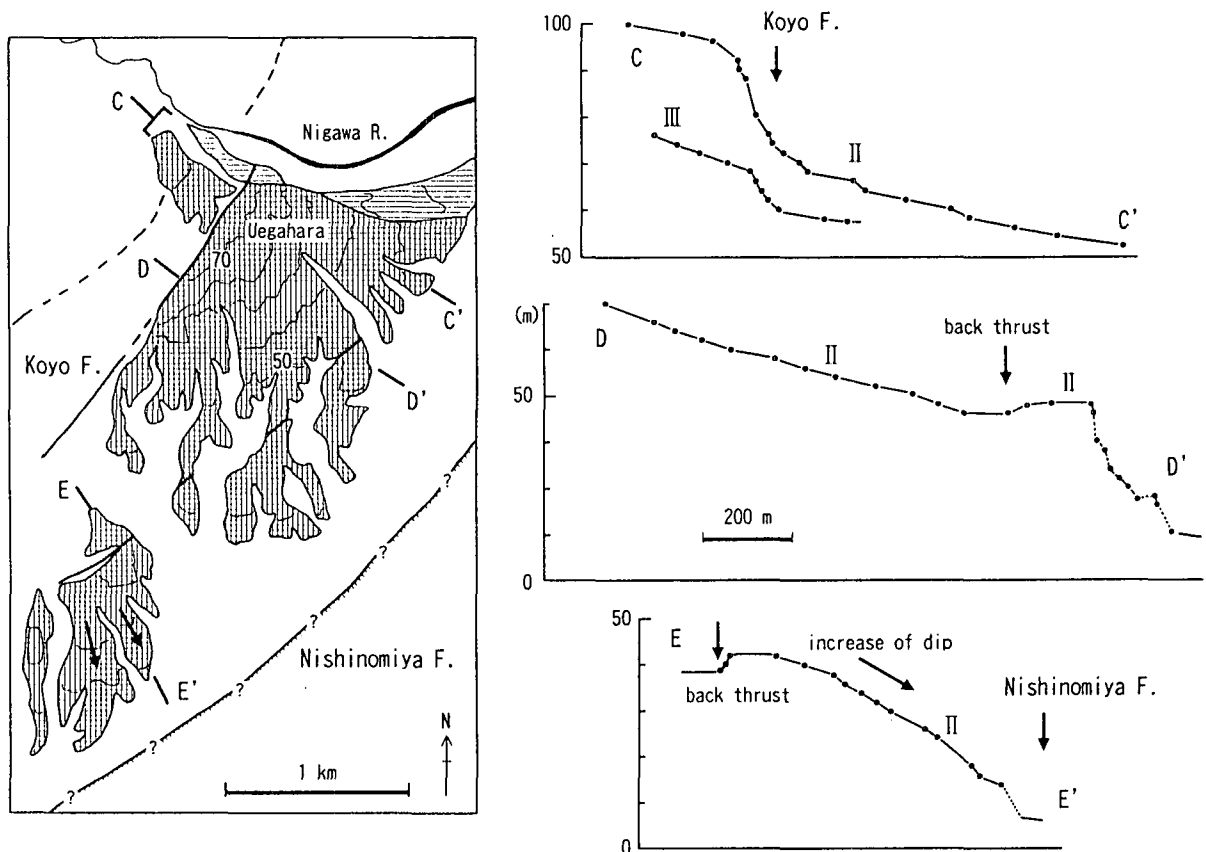 C
Nigawa R.
Uegahara
D
70
C'
Koyo F.
50
D'
E
?
?
Nishinomiya F.
?
E'
?
?
N
1 km
?
100
Koyo F.
C
III
II
C'
50
(m)
D
back thrust
II
II
50
D'
200 m
0
50
E
increase of dip
back thrust
Nishinomiya F.
II
E'
0